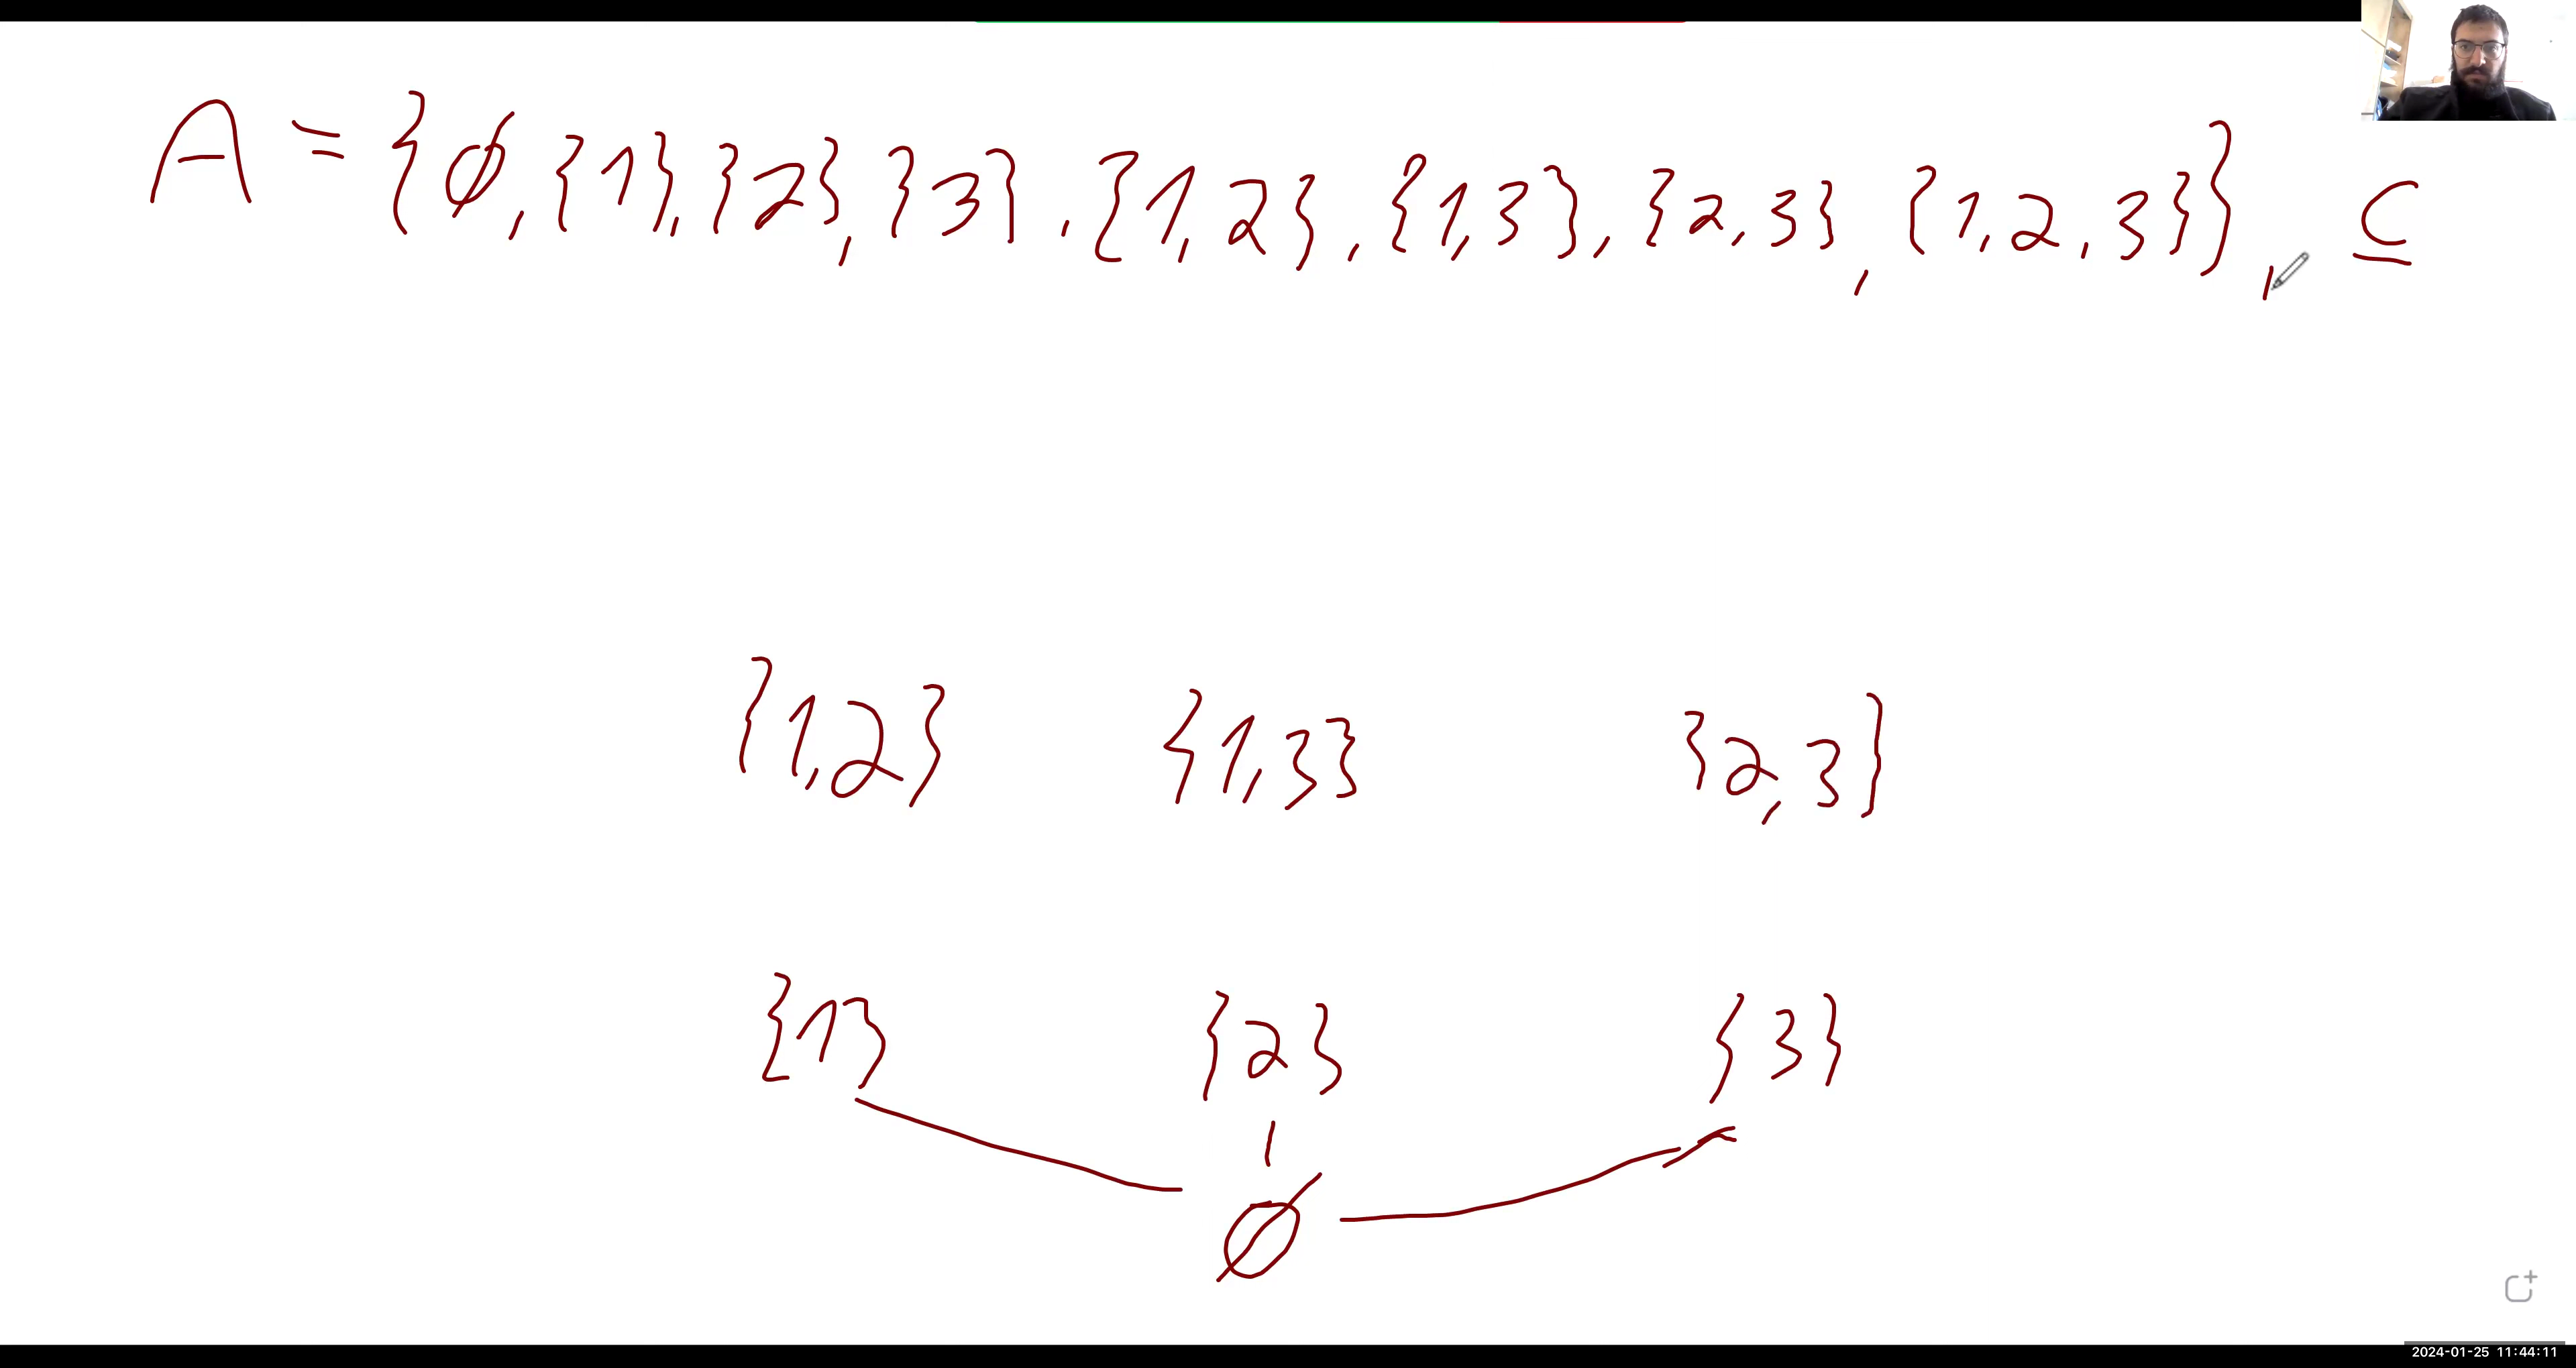 A = {∅, {1}, {2}, {3}, {1,2}, {1,3}, {2,3}, {1,2,3}}, ⊆
{1,2} {1,3} {2,3}
{1} {2} {3}
∅
2024-01-25 11:44:11